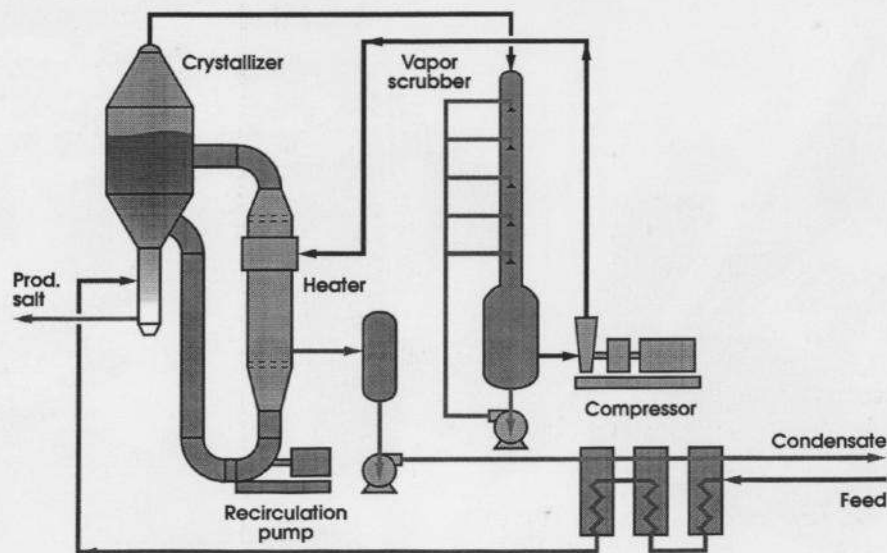 Crystallizer
Vapor
scrubber
Prod.
salt
Heater
Compressor
Condensate
Feed
Recirculation
pump